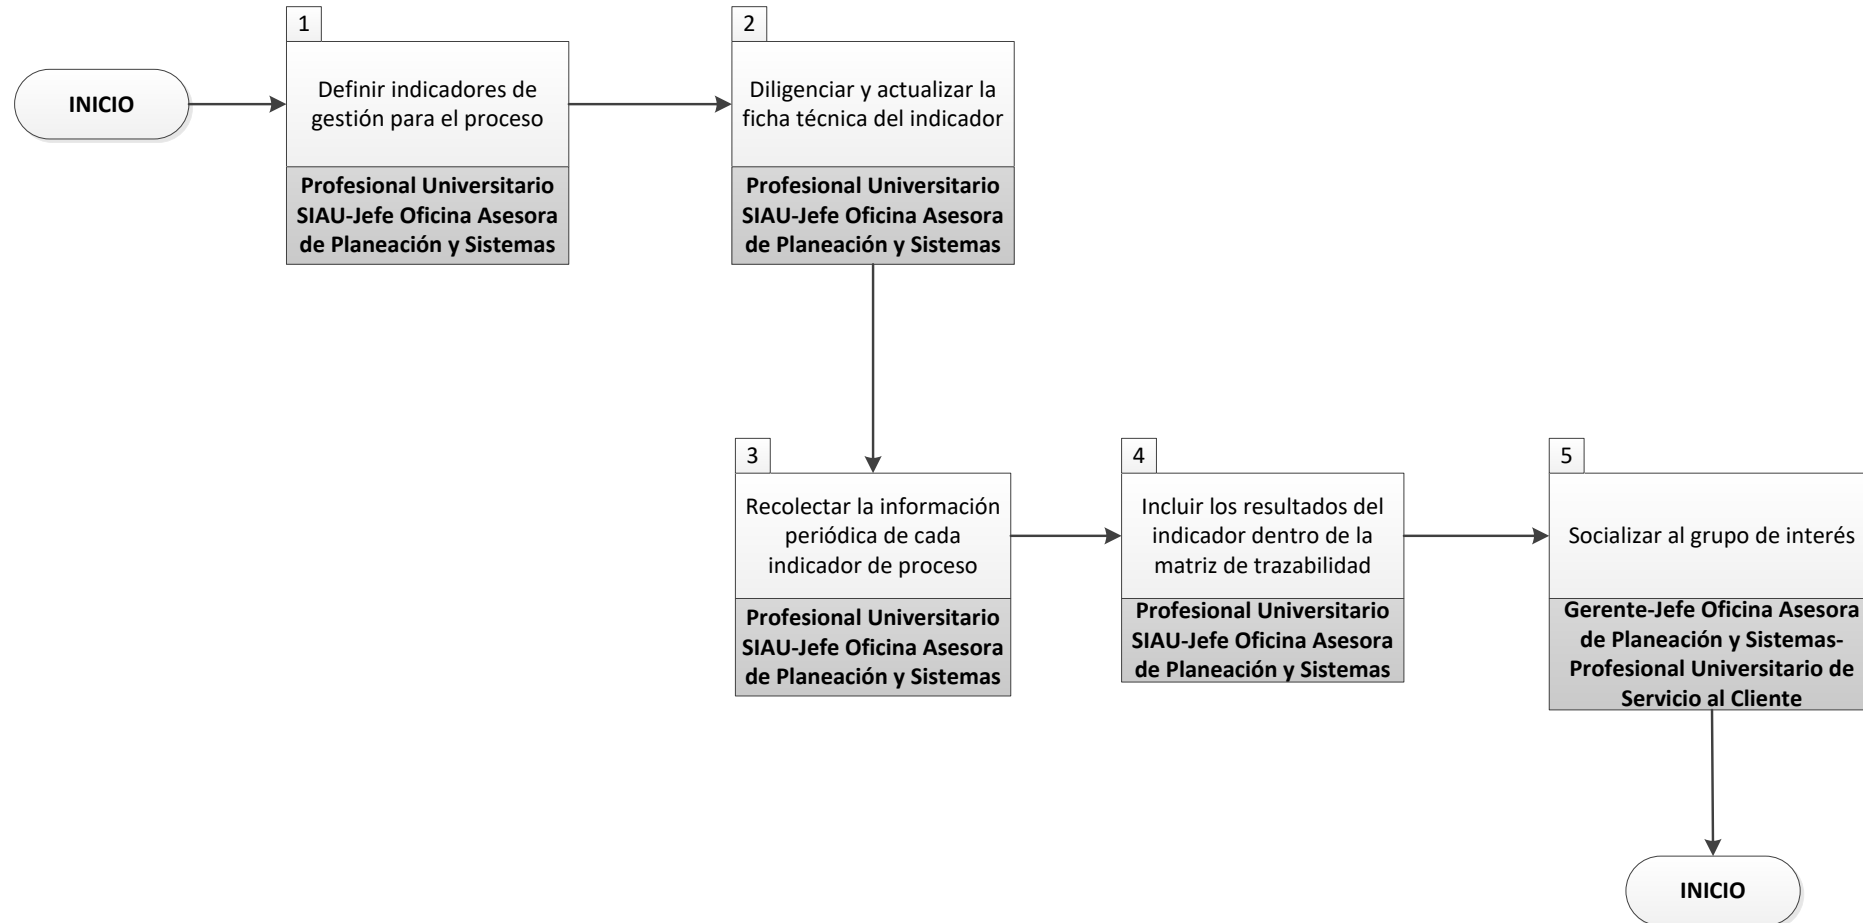 INICIO
1
Definir indicadores de
gestión para el proceso
Profesional Universitario
SIAU-Jefe Oficina Asesora
de Planeación y Sistemas
2
Diligenciar y actualizar la
ficha técnica del indicador
Profesional Universitario
SIAU-Jefe Oficina Asesora
de Planeación y Sistemas
3
Recolectar la información
periódica de cada
indicador de proceso
Profesional Universitario
SIAU-Jefe Oficina Asesora
de Planeación y Sistemas
4
Incluir los resultados del
indicador dentro de la
matriz de trazabilidad
Profesional Universitario
SIAU-Jefe Oficina Asesora
de Planeación y Sistemas
5
Socializar al grupo de interés
Gerente-Jefe Oficina Asesora
de Planeación y Sistemas-
Profesional Universitario de
Servicio al Cliente
INICIO